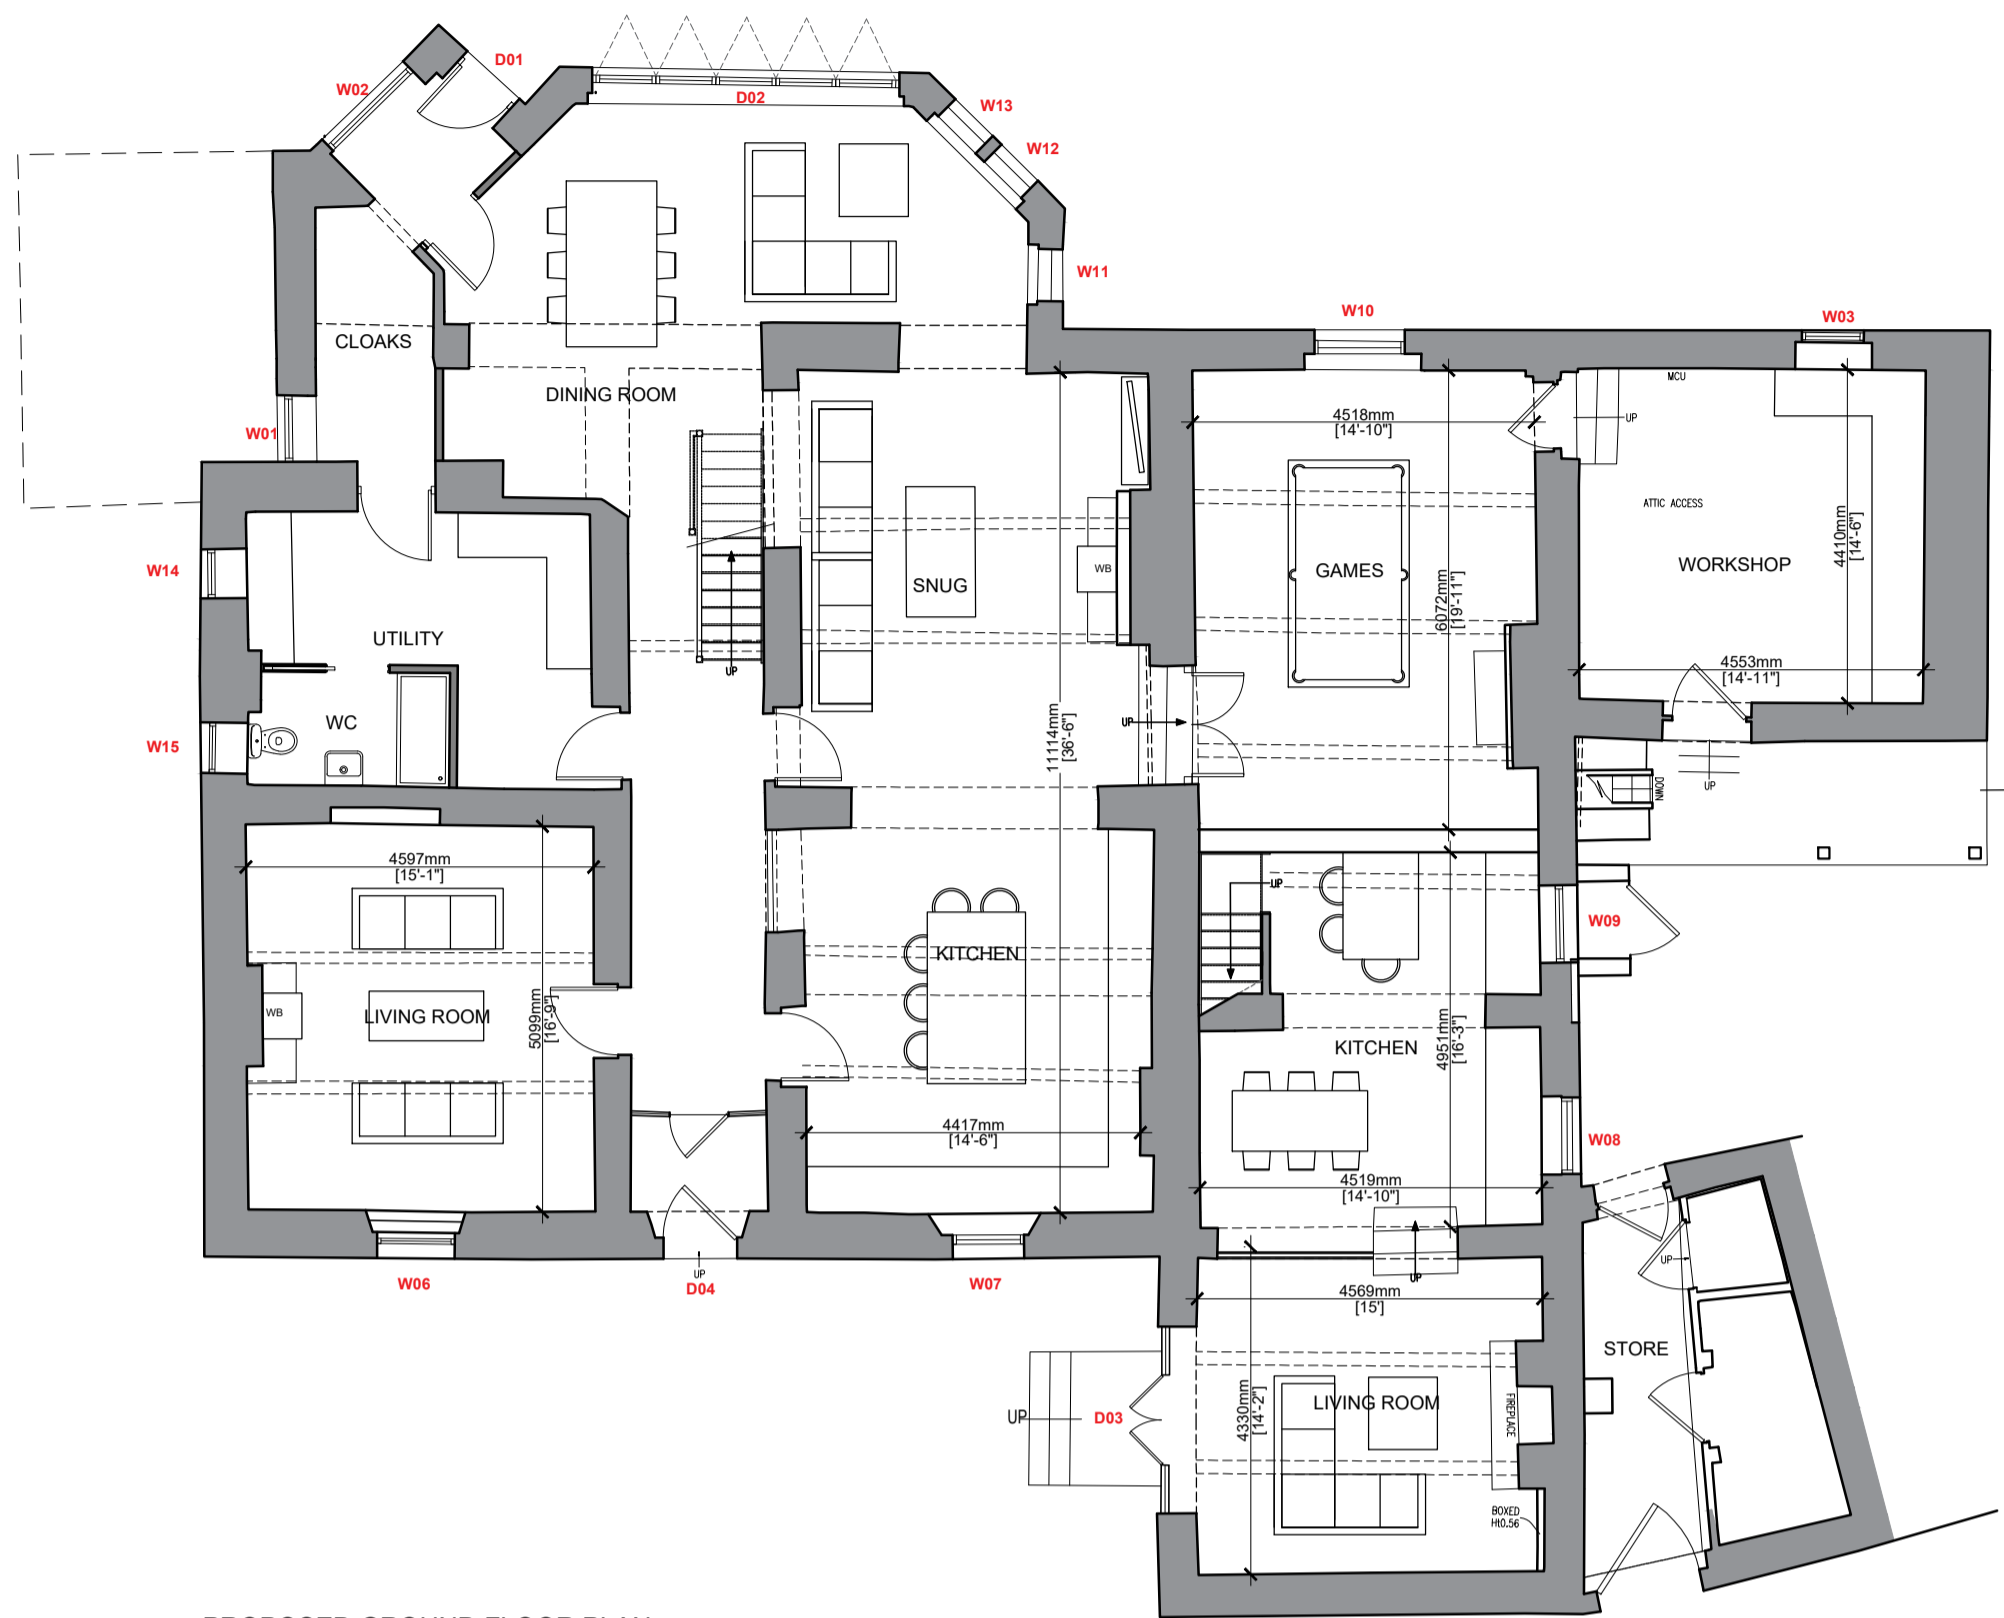 D01
W02
D02
W13
W12
W11
W10
W03
CLOAKS
DINING ROOM
MCU
4518mm
[14'-10"]
UP
W01
ATTIC ACCESS
4410mm
[14'-6"]
W14
SNUG
WB
GAMES
WORKSHOP
6072mm
[19'-11"]
UTILITY
UP
4553mm
[14'-11"]
WC
UP
11114mm
[36'-6"]
W15
DOWN
UP
4597mm
[15'-1"]
UP
W09
KITCHEN
WB
LIVING ROOM
5099mm
[16'-9"]
KITCHEN
4951mm
[16'-3"]
4417mm
[14'-6"]
W08
4519mm
[14'-10"]
UP
UP
UP
W06
D04
W07
4569mm
[15']
STORE
UP
D03
4330mm
[14'-2"]
LIVING ROOM
FIREPLACE
BOXED
Ht0.56
PROPOSED GROUND FLOOR PLAN